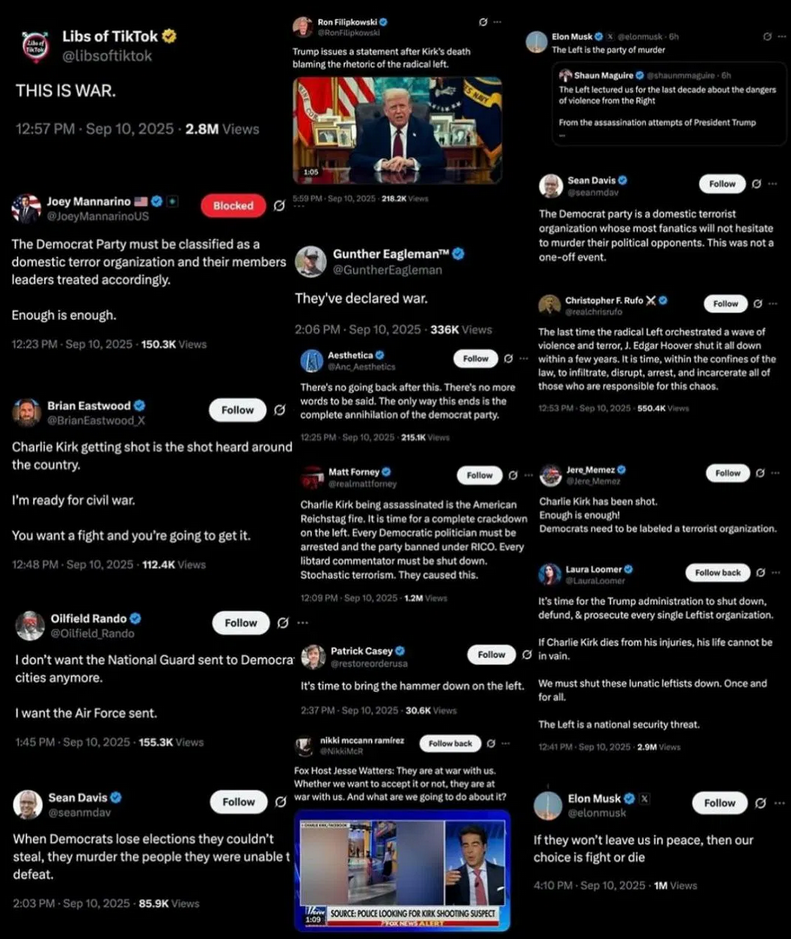 Libs of TikTok
@libsoftiktok
THIS IS WAR.
12:57 PM · Sep 10, 2025 · 2.8M Views
Joey Mannarino
@JoeyMannarinoUS
Blocked
The Democrat Party must be classified as a
domestic terror organization and their members
leaders treated accordingly.
Enough is enough.
12:23 PM · Sep 10, 2025 · 150.3K Views
Brian Eastwood
@BrianEastwood_X
Follow
Charlie Kirk getting shot is the shot heard around
the country.
I'm ready for civil war.
You want a fight and you're going to get it.
12:48 PM · Sep 10, 2025 · 112.4K Views
Oilfield Rando
@Oilfield_Rando
Follow
I don't want the National Guard sent to Democra
cities anymore.
I want the Air Force sent.
1:45 PM · Sep 10, 2025 · 155.3K Views
Sean Davis
@seanmdav
Follow
When Democrats lose elections they couldn't
steal, they murder the people they were unable t
defeat.
2:03 PM · Sep 10, 2025 · 85.9K Views
Ron Filipkowski
@RonFilipkowski
Trump issues a statement after Kirk's death
blaming the rhetoric of the radical left.
1:05
5:59 PM · Sep 10, 2025 · 218.2K Views
Gunther Eagleman™
@GuntherEagleman
They've declared war.
2:06 PM · Sep 10, 2025 · 336K Views
Aesthetica
@Anc_Aesthetics
Follow
There's no going back after this. There's no more
words to be said. The only way this ends is the
complete annihilation of the democrat party.
12:25 PM · Sep 10, 2025 · 215.1K Views
Matt Forney
@realmattforney
Follow
Charlie Kirk being assassinated is the American
Reichstag fire. It is time for a complete crackdown
on the left. Every Democratic politician must be
arrested and the party banned under RICO. Every
libtard commentator must be shut down.
Stochastic terrorism. They caused this.
12:09 PM · Sep 10, 2025 · 1.2M Views
Patrick Casey
@restoreorderusa
Follow
It's time to bring the hammer down on the left.
2:37 PM · Sep 10, 2025 · 30.6K Views
nikki mccann ramírez
@NikkiMcR
Follow back
Fox Host Jesse Watters: They are at war with us.
Whether we want to accept it or not, they are at
war with us. And what are we going to do about it?
CHARLIE KIRK/FACEBOOK
1:09
SOURCE: POLICE LOOKING FOR KIRK SHOOTING SUSPECT
FOX NEWS ALERT
Elon Musk @elonmusk · 6h
The Left is the party of murder
Shaun Maguire @shaunmmaguire · 6h
The Left lectured us for the last decade about the dangers
of violence from the Right
From the assassination attempts of President Trump
...
Sean Davis
@seanmdav
Follow
The Democrat party is a domestic terrorist
organization whose most fanatics will not hesitate
to murder their political opponents. This was not a
one-off event.
Christopher F. Rufo
@realchrisrufo
Follow
The last time the radical Left orchestrated a wave of
violence and terror, J. Edgar Hoover shut it all down
within a few years. It is time, within the confines of the
law, to infiltrate, disrupt, arrest, and incarcerate all of
those who are responsible for this chaos.
12:53 PM · Sep 10, 2025 · 550.4K Views
Jere_Memez
@Jere_Memez
Follow
Charlie Kirk has been shot.
Enough is enough!
Democrats need to be labeled a terrorist organization.
Laura Loomer
@LauraLoomer
Follow back
It's time for the Trump administration to shut down,
defund, & prosecute every single Leftist organization.
If Charlie Kirk dies from his injuries, his life cannot be
in vain.
We must shut these lunatic leftists down. Once and
for all.
The Left is a national security threat.
12:41 PM · Sep 10, 2025 · 2.9M Views
Elon Musk
@elonmusk
Follow
If they won't leave us in peace, then our
choice is fight or die
4:10 PM · Sep 10, 2025 · 1M Views